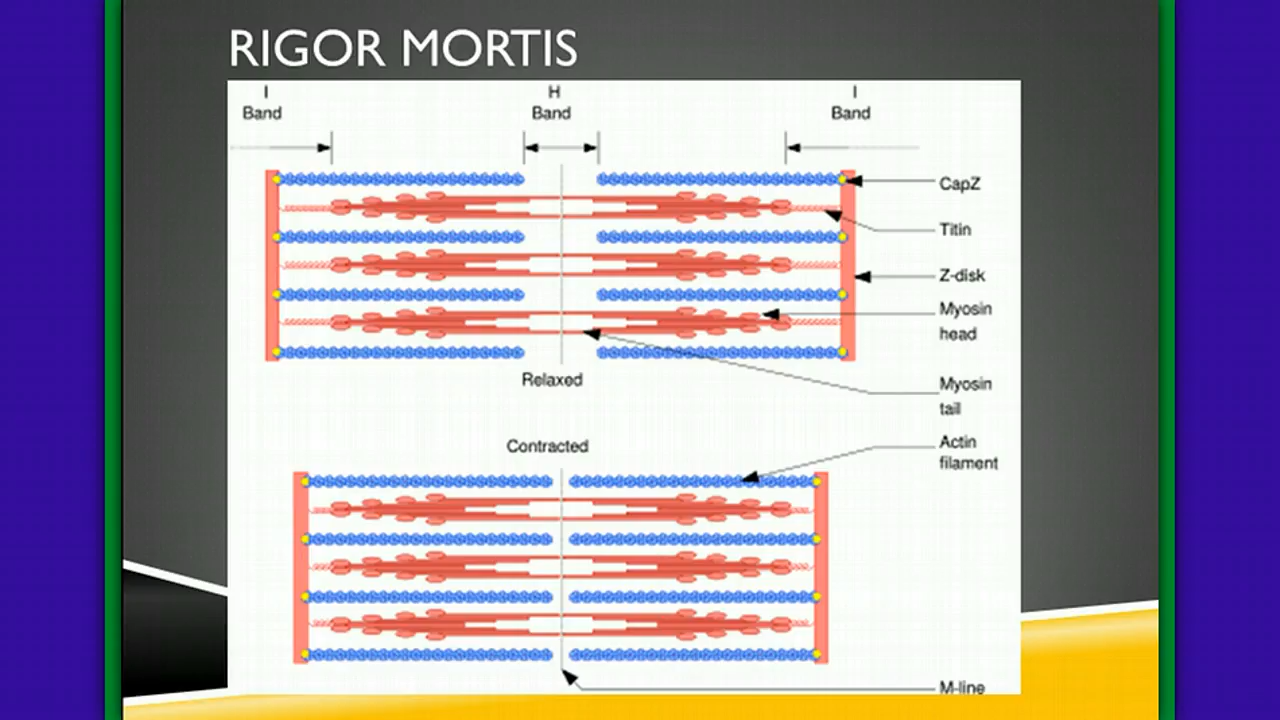 RIGOR MORTIS
I H I
Band Band Band
CapZ
Titin
Z-disk
Myosin
head
Relaxed
Myosin
tail
Contracted
Actin
filament
M-line